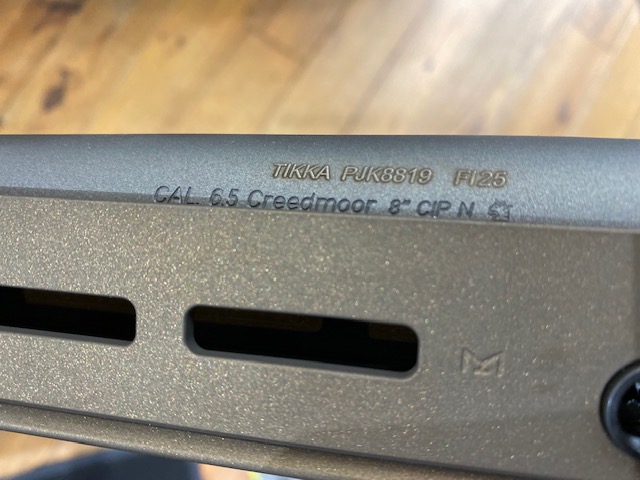 TIKKA PJK8819 FI25
CAL. 6.5 Creedmoor 8" CIP N